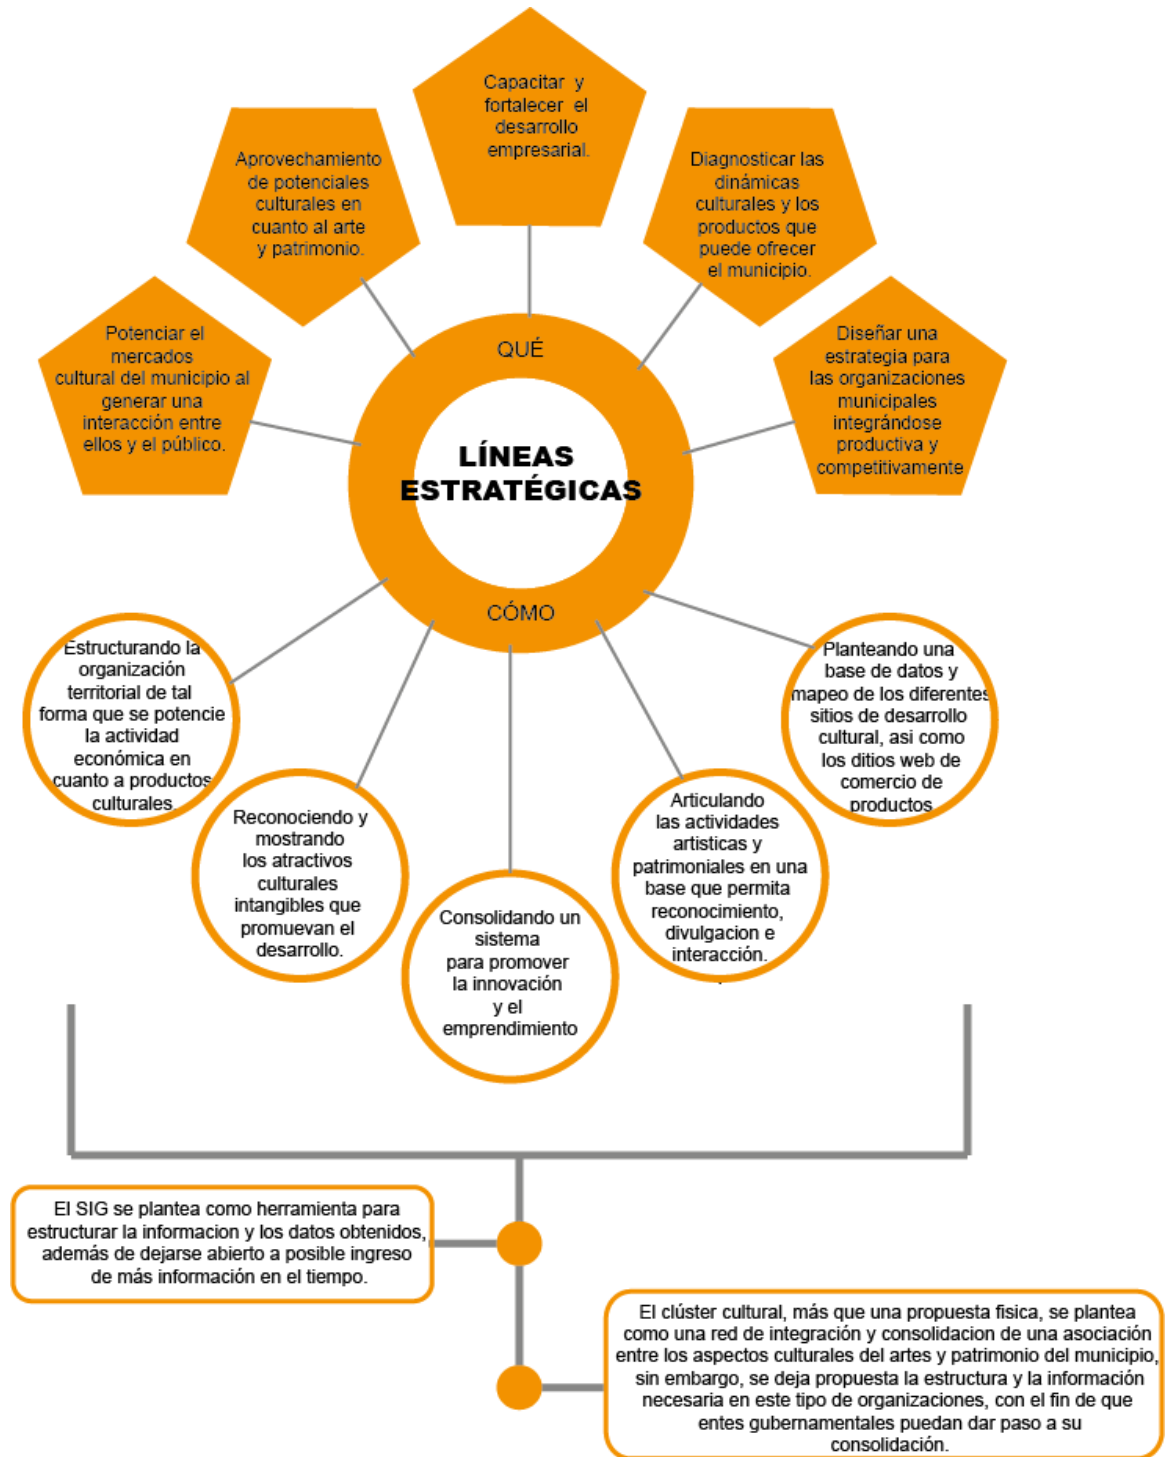 Capacitar y
fortalecer el
desarrollo
empresarial.
Aprovechamiento
de potenciales
culturales en
cuanto al arte
y patrimonio.
Diagnosticar las
dinámicas
culturales y los
productos que
puede ofrecer
el municipio.
Potenciar el
mercados
cultural del municipio al
generar una
interacción entre
ellos y el público.
Diseñar una
estrategia para
las organizaciones
municipales
integrándose
productiva y
competitivamente
QUÉ
LÍNEAS
ESTRATÉGICAS
CÓMO
Estructurando la
organización
territorial de tal
forma que se potencie
la actividad
económica en
cuanto a productos
culturales.
Reconociendo y
mostrando
los atractivos
culturales
intangibles que
promuevan el
desarrollo.
Consolidando un
sistema
para promover
la innovación
y el
emprendimiento
Articulando
las actividades
artisticas y
patrimoniales en una
base que permita
reconocimiento,
divulgacion e
interacción.
.
Planteando una
base de datos y
mapeo de los diferentes
sitios de desarrollo
cultural, asi como
los ditios web de
comercio de
productos
El SIG se plantea como herramienta para
estructurar la informacion y los datos obtenidos,
además de dejarse abierto a posible ingreso
de más información en el tiempo.
El clúster cultural, más que una propuesta fisica, se plantea
como una red de integración y consolidacion de una asociación
entre los aspectos culturales del artes y patrimonio del municipio,
sin embargo, se deja propuesta la estructura y la información
necesaria en este tipo de organizaciones, con el fin de que
entes gubernamentales puedan dar paso a su
consolidación.